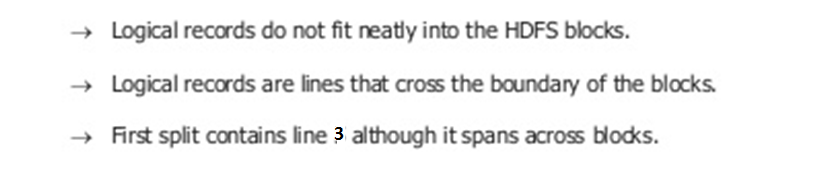 → Logical records do not fit neatly into the HDFS blocks.
→ Logical records are lines that cross the boundary of the blocks.
→ First split contains line 3 although it spans across blocks.